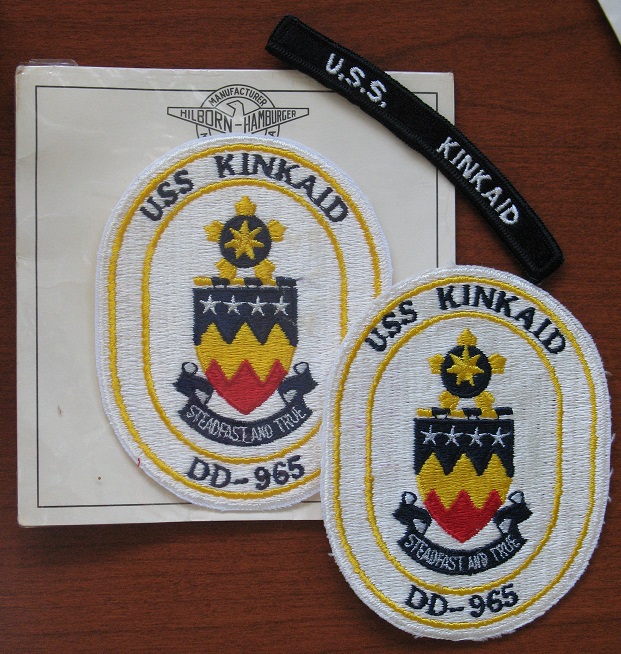 MANUFACTURER
HILBORN-HAMBURGER
U.S.S. KINKAID
USS KINKAID
STEADFAST AND TRUE
DD-965
USS KINKAID
STEADFAST AND TRUE
DD-965